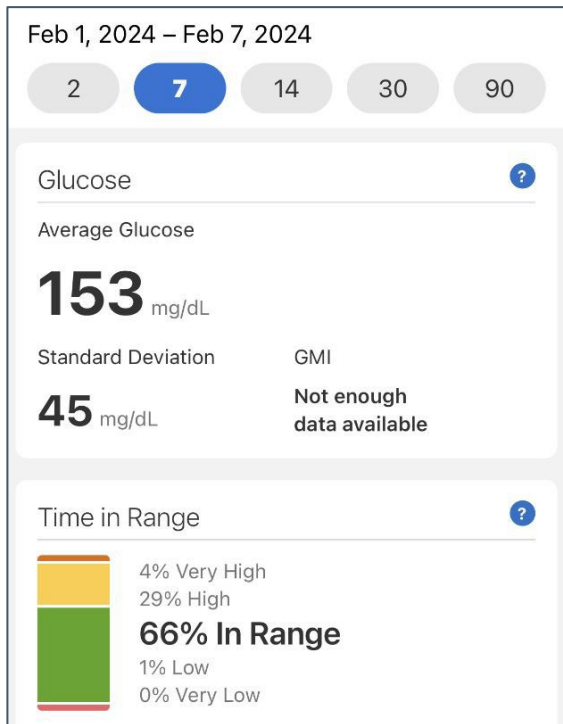 Feb 1, 2024 – Feb 7, 2024
2 7 14 30 90
Glucose ?
Average Glucose
153 mg/dL
Standard Deviation GMI
45 mg/dL Not enough
data available
Time in Range ?
4% Very High
29% High
66% In Range
1% Low
0% Very Low